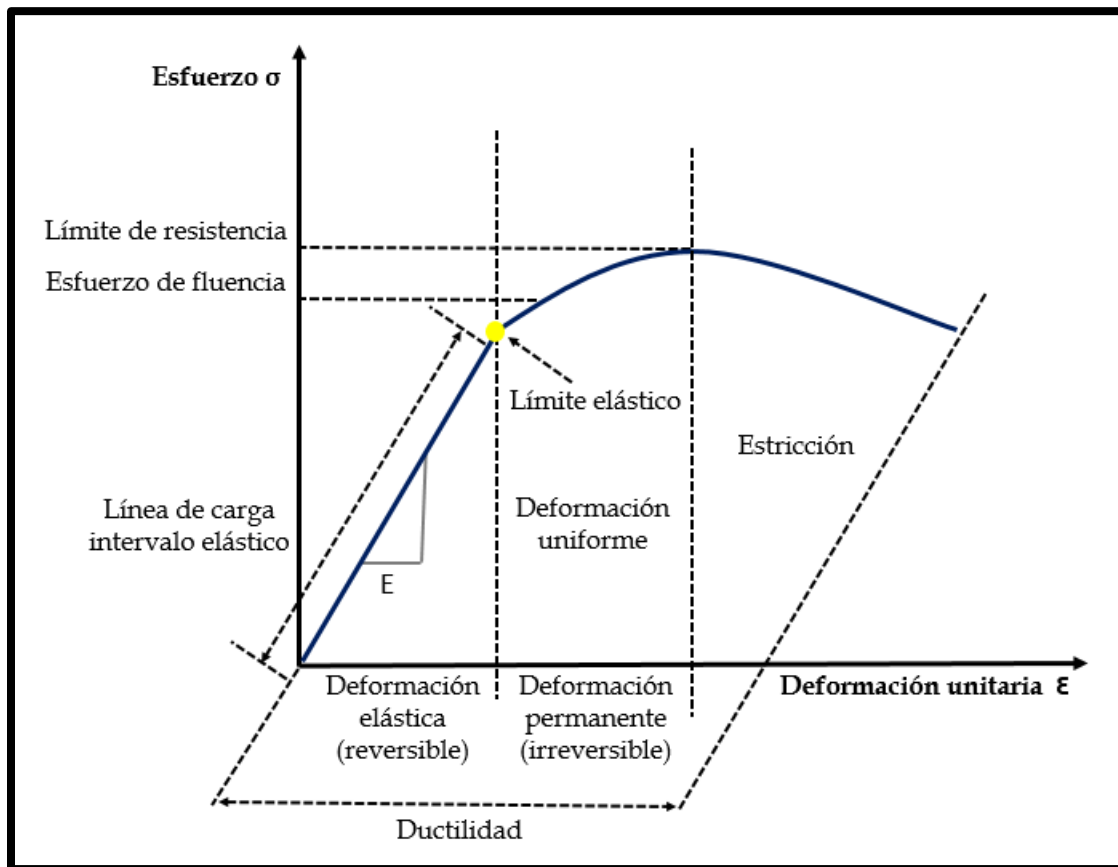 Esfuerzo σ
Límite de resistencia
Esfuerzo de fluencia
Límite elástico
Estricción
Línea de carga
intervalo elástico
Deformación
uniforme
E
Deformación
elástica
(reversible)
Deformación
permanente
(irreversible)
Deformación unitaria ε
Ductilidad